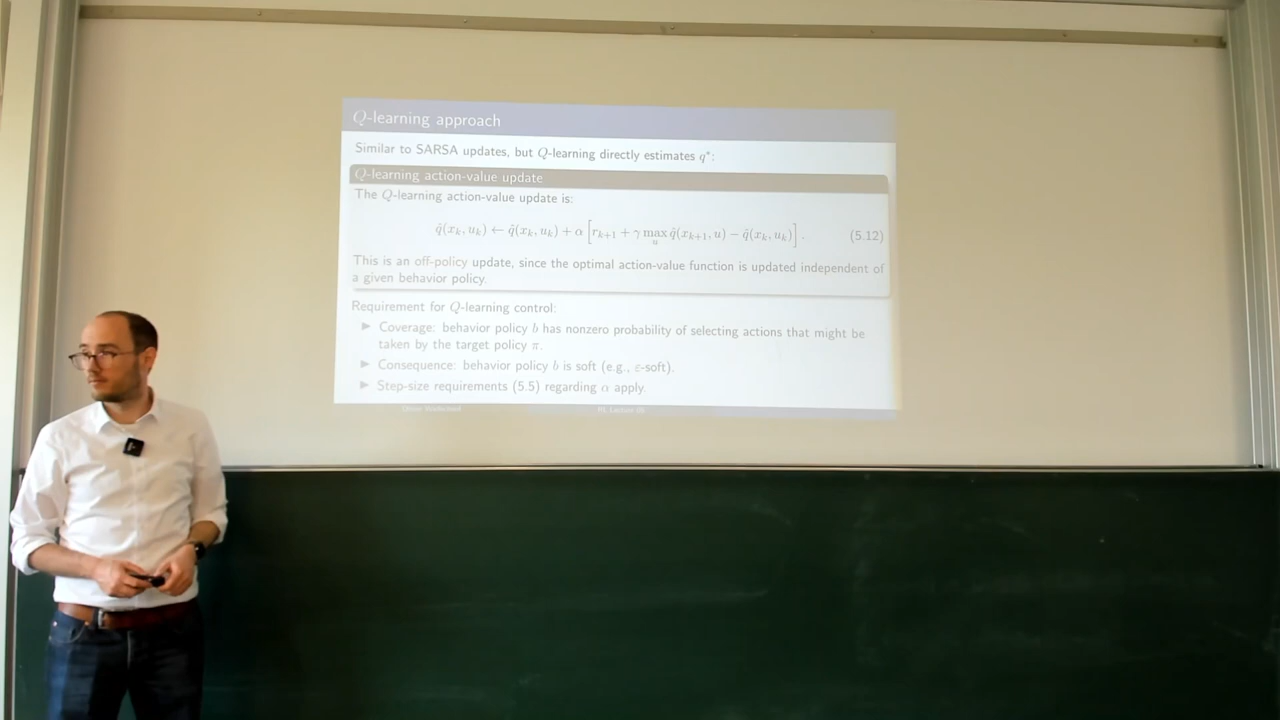 Q-learning approach
Similar to SARSA updates, but Q-learning directly estimates q*:
Q-learning action-value update
The Q-learning action-value update is:
q̂(x_k, u_k) ← q̂(x_k, u_k) + α [r_{k+1} + γ max_u q̂(x_{k+1}, u) − q̂(x_k, u_k)] . (5.12)
This is an off-policy update, since the optimal action-value function is updated independent of
a given behavior policy.
Requirement for Q-learning control:
▶ Coverage: behavior policy b has nonzero probability of selecting actions that might be
taken by the target policy π.
▶ Consequence: behavior policy b is soft (e.g., ε-soft).
▶ Step-size requirements (5.5) regarding α apply.
RL Lecture 05